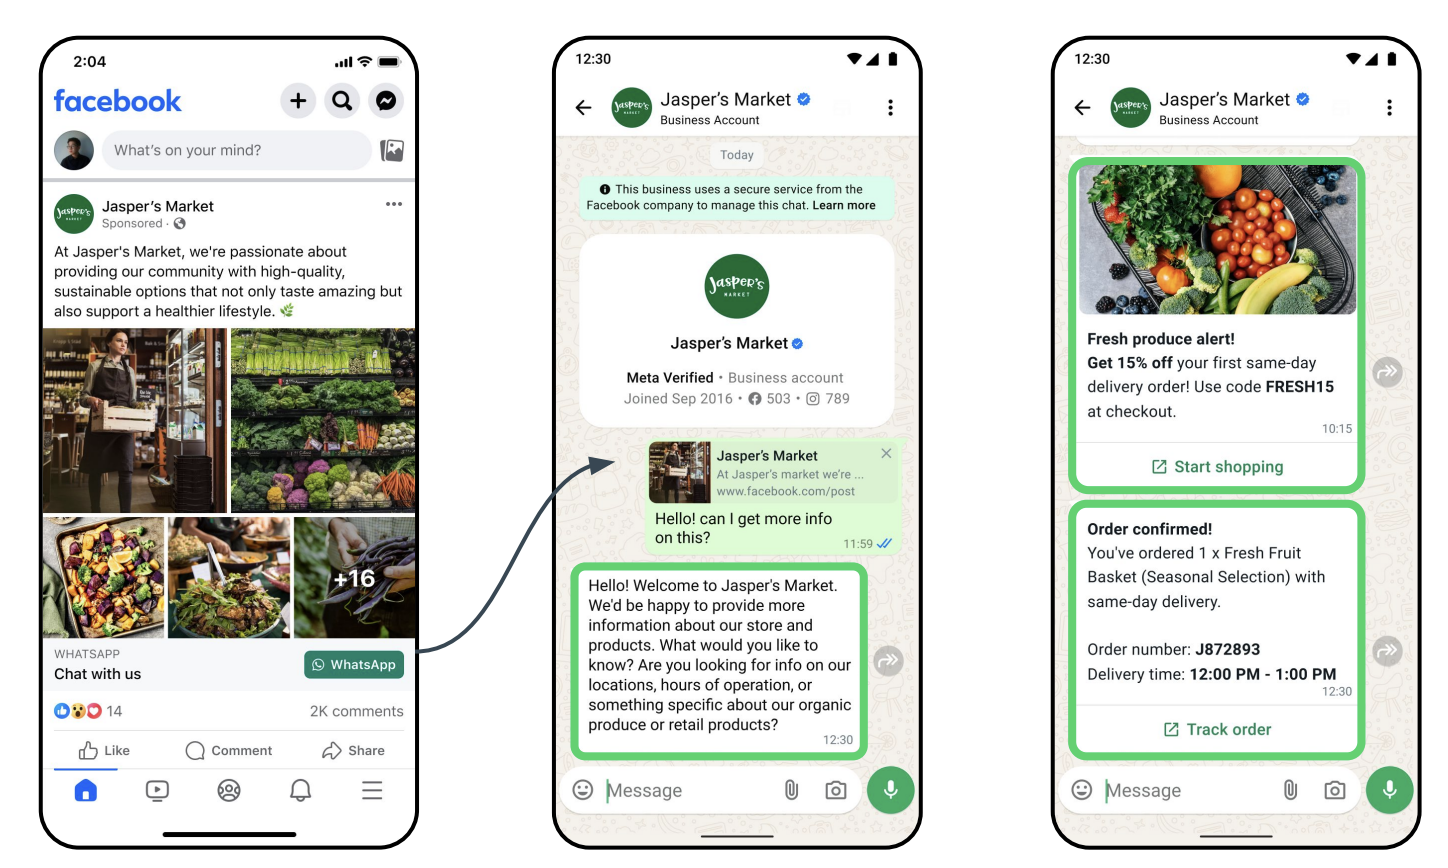 2:04
facebook
What's on your mind?
Jasper's
MARKET
Jasper's Market
Sponsored ·
At Jasper's Market, we're passionate about
providing our community with high-quality,
sustainable options that not only taste amazing but
also support a healthier lifestyle. 🌿
+16
WHATSAPP
Chat with us
WhatsApp
14
2K comments
Like
Comment
Share
12:30
Jasper's
MARKET
Jasper's Market
Business Account
Today
This business uses a secure service from the
Facebook company to manage this chat. Learn more
Jasper's
MARKET
Jasper's Market
Meta Verified • Business account
Joined Sep 2016 • 503 • 789
Jasper's Market
At Jasper's market we're ...
www.facebook.com/post
Hello! can I get more info
on this?
11:59
Hello! Welcome to Jasper's Market.
We'd be happy to provide more
information about our store and
products. What would you like to
know? Are you looking for info on our
locations, hours of operation, or
something specific about our organic
produce or retail products?
12:30
Message
12:30
Jasper's
MARKET
Jasper's Market
Business Account
Fresh produce alert!
Get 15% off your first same-day
delivery order! Use code FRESH15
at checkout.
10:15
Start shopping
Order confirmed!
You've ordered 1 x Fresh Fruit
Basket (Seasonal Selection) with
same-day delivery.
Order number: J872893
Delivery time: 12:00 PM - 1:00 PM
12:30
Track order
Message